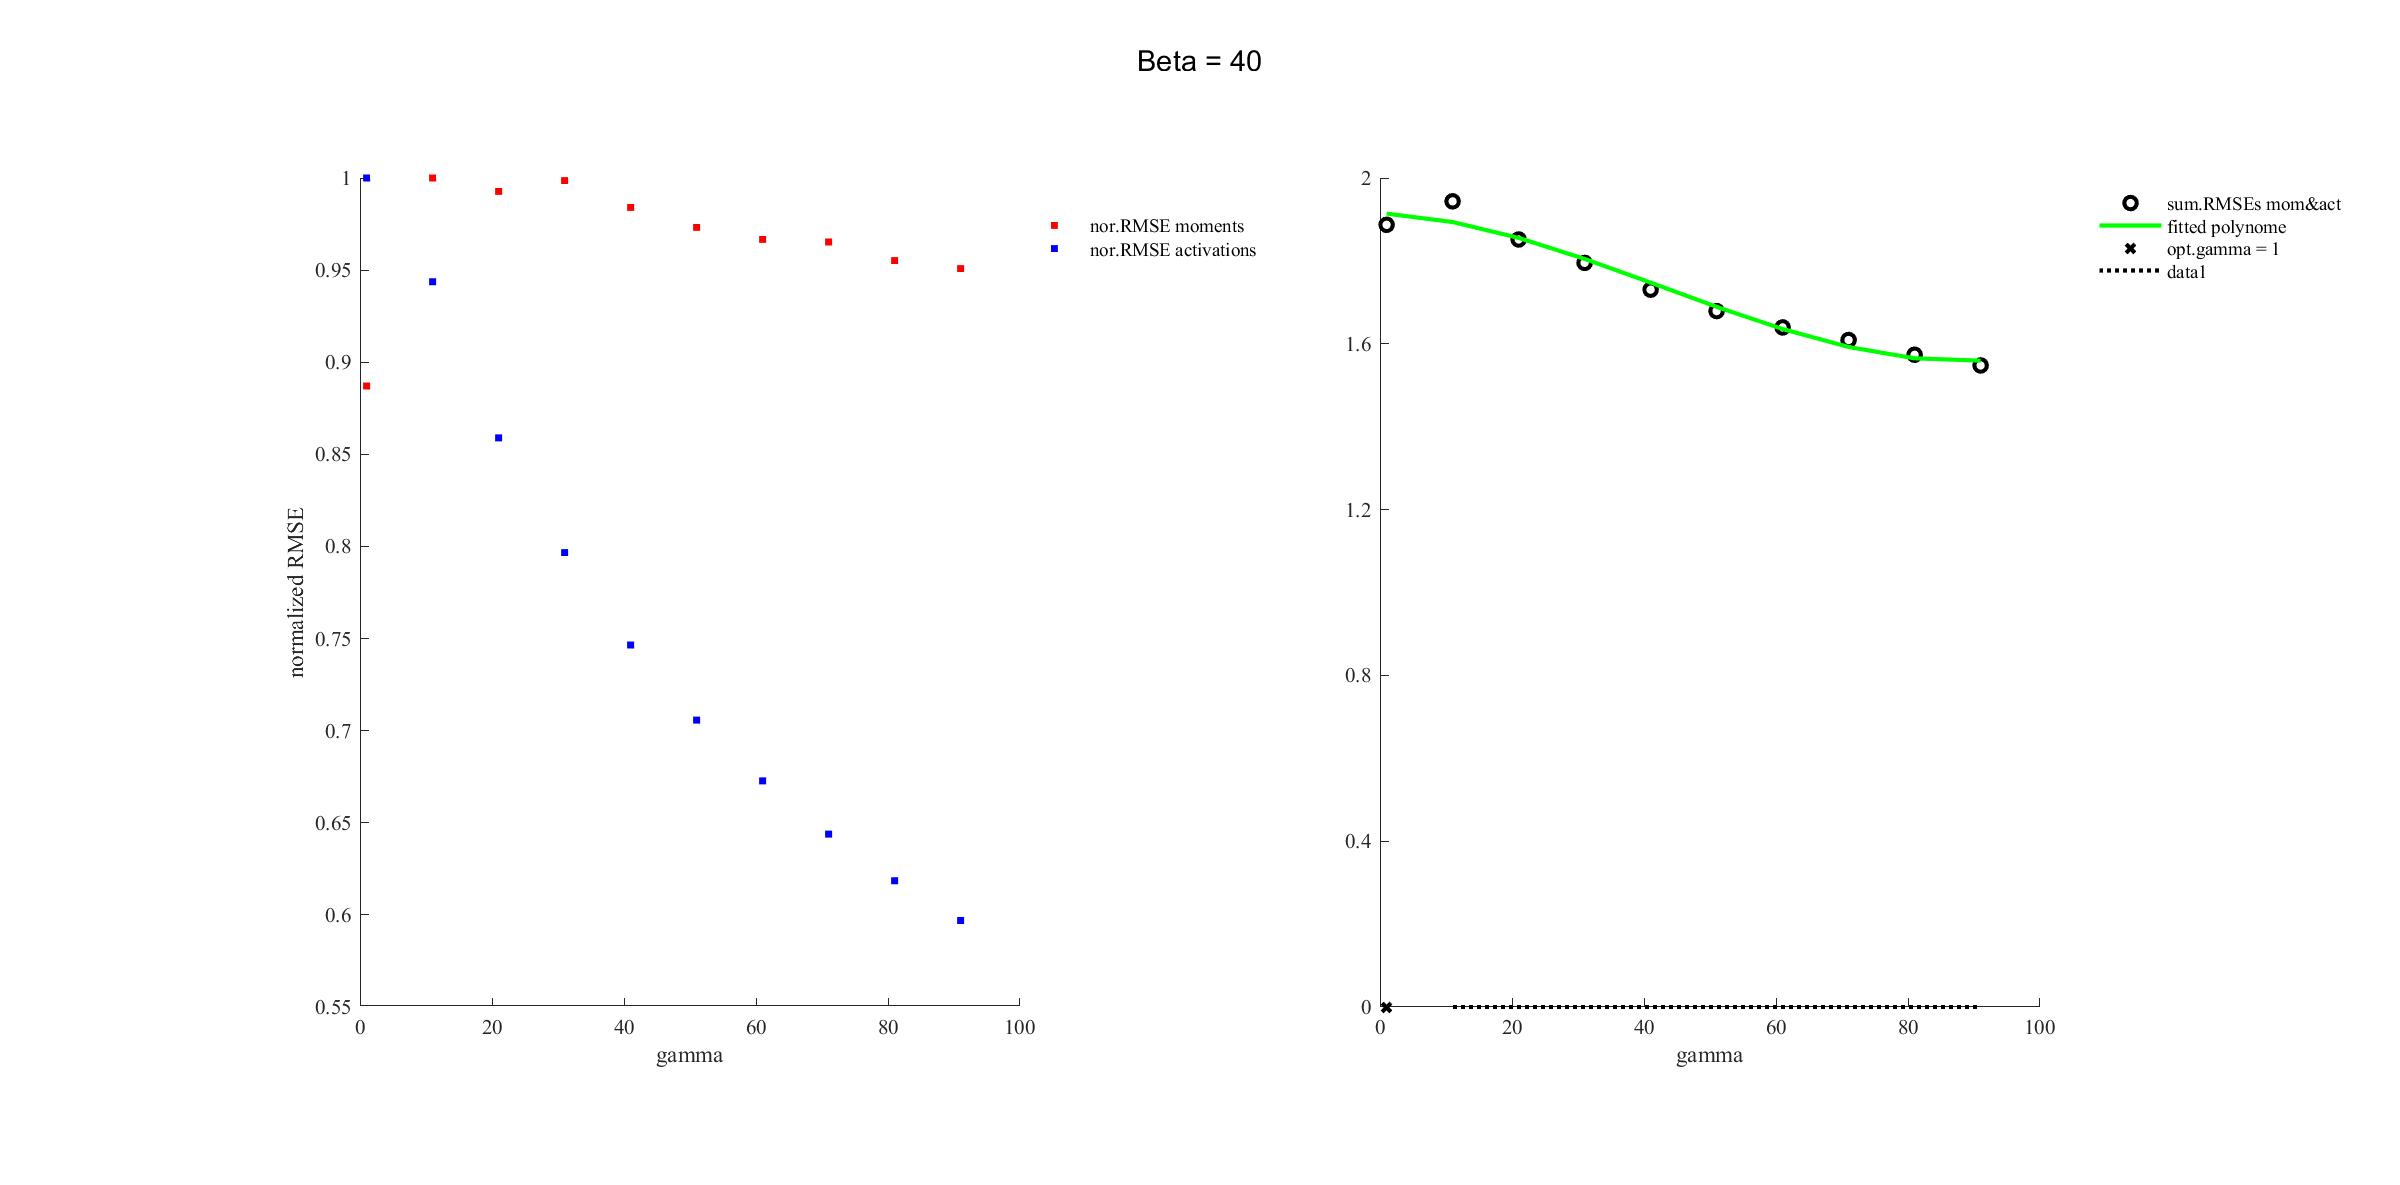 Beta = 40
1
0.95
0.9
0.85
0.8
0.75
0.7
0.65
0.6
0.55
normalized RMSE
0 20 40 60 80 100
gamma
nor.RMSE moments
nor.RMSE activations
2
1.6
1.2
0.8
0.4
0
0 20 40 60 80 100
gamma
sum.RMSEs mom&act
fitted polynome
opt.gamma = 1
data1